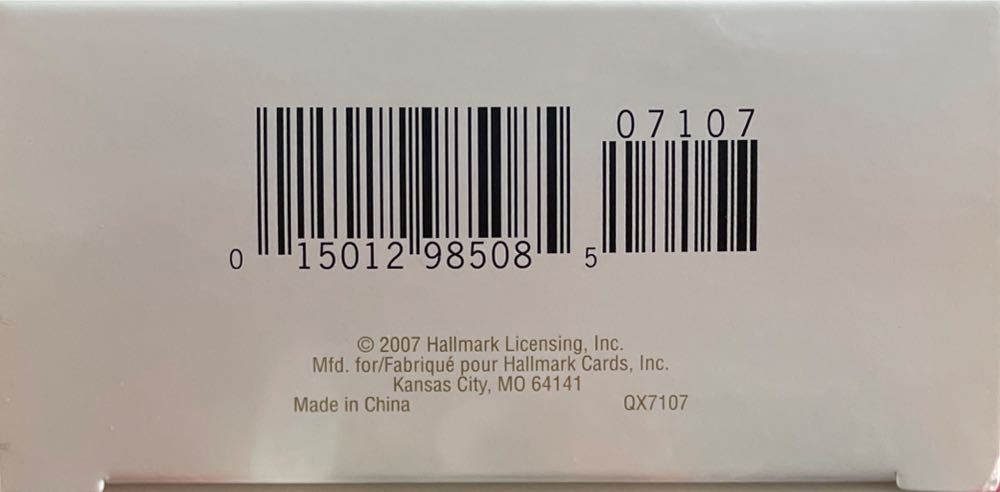 07107
0 15012 98508 5
© 2007 Hallmark Licensing, Inc.
Mfd. for/Fabriqué pour Hallmark Cards, Inc.
Kansas City, MO 64141
Made in China QX7107